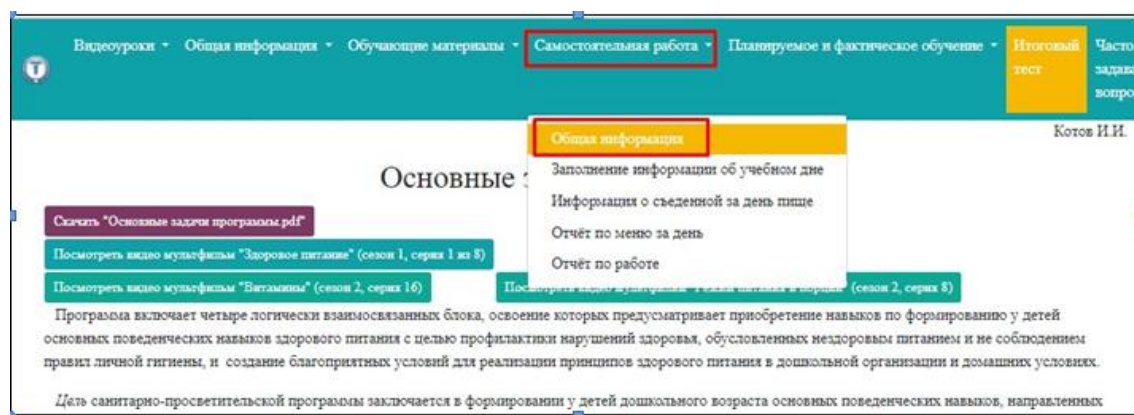 Видеоуроки
Общая информация
Обучающие материалы
Самостоятельная работа
Планируемое и фактическое обучение
Итоговый
тест
Часто
задава
вопро
Котов И.И.
Общая информация
Заполнение информации об учебном дне
Информация о съеденной за день пище
Отчёт по меню за день
Отчёт по работе
Основные з
Скачать "Основные задачи программы.pdf"
Посмотреть видео мультфильм "Здоровое питание" (сезон 1, серия 1 из 8)
Посмотреть видео мультфильм "Витамины" (сезон 2, серия 16)
(сезон 2, серия 8)
Программа включает четыре логически взаимосвязанных блока, освоение которых предусматривает приобретение навыков по формированию у детей
основных поведенческих навыков здорового питания с целью профилактики нарушений здоровья, обусловленных нездоровым питанием и не соблюдением
правил личной гигиены, и создание благоприятных условий для реализации принципов здорового питания в дошкольной организации и домашних условиях.
Цель санитарно-просветительской программы заключается в формировании у детей дошкольного возраста основных поведенческих навыков, направленных